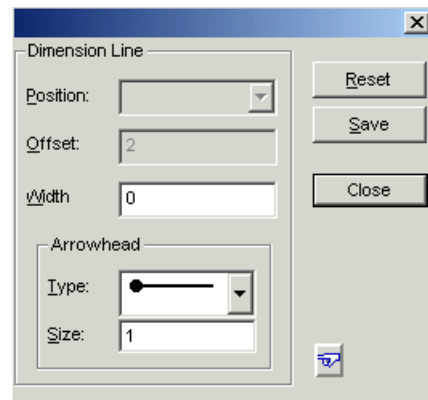 Dimension Line
Position:
Offset: 2
Width 0
Arrowhead
Type:
Size: 1
Reset
Save
Close